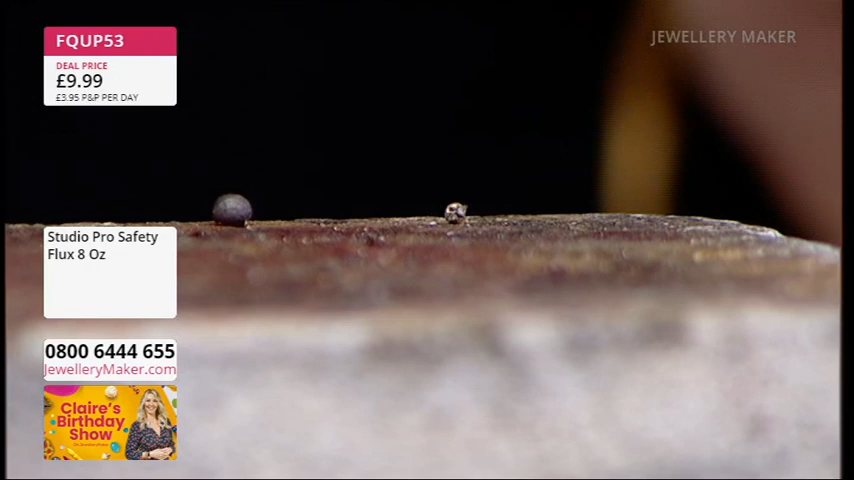 FQUP53
DEAL PRICE
£9.99
£3.95 P&P PER DAY
JEWELLERY MAKER
Studio Pro Safety
Flux 8 Oz
0800 6444 655
JewelleryMaker.com
Claire's
Birthday
Show